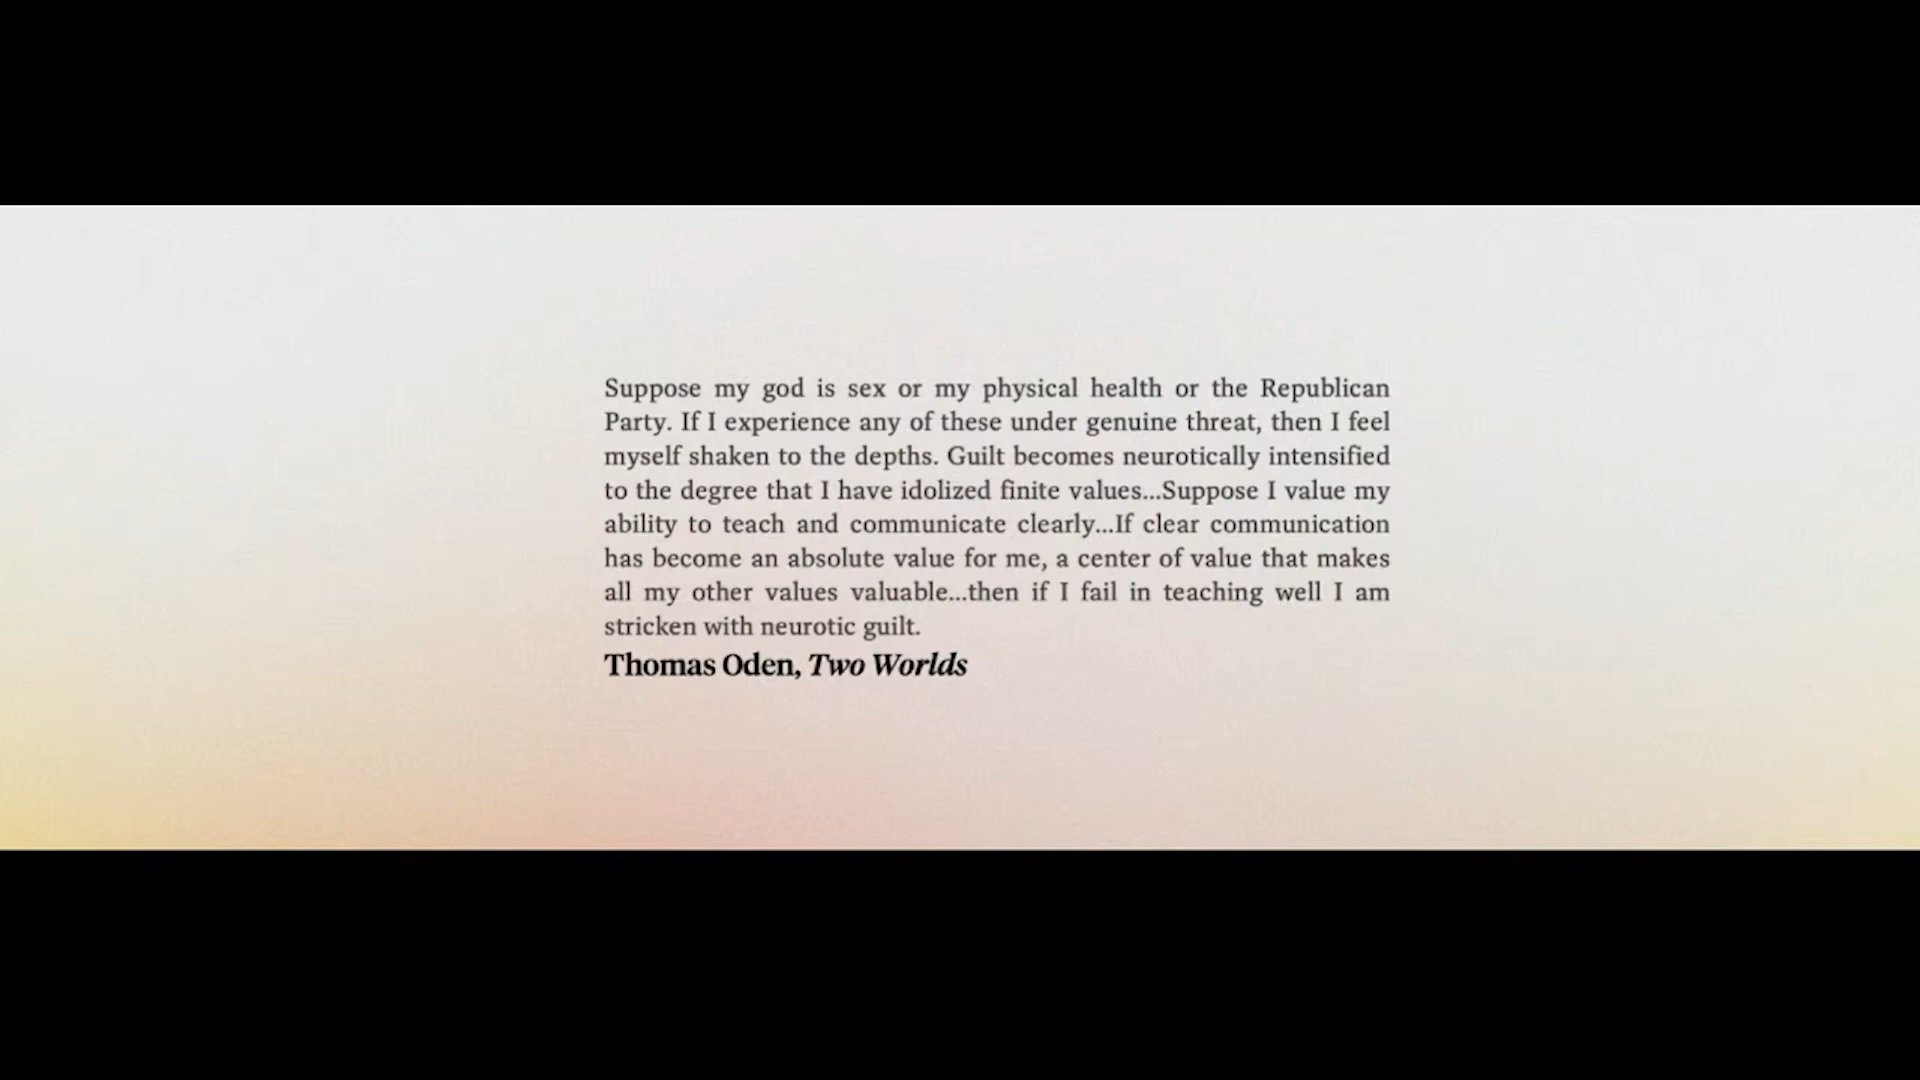 Suppose my god is sex or my physical health or the Republican
Party. If I experience any of these under genuine threat, then I feel
myself shaken to the depths. Guilt becomes neurotically intensified
to the degree that I have idolized finite values...Suppose I value my
ability to teach and communicate clearly...If clear communication
has become an absolute value for me, a center of value that makes
all my other values valuable...then if I fail in teaching well I am
stricken with neurotic guilt.
Thomas Oden, Two Worlds